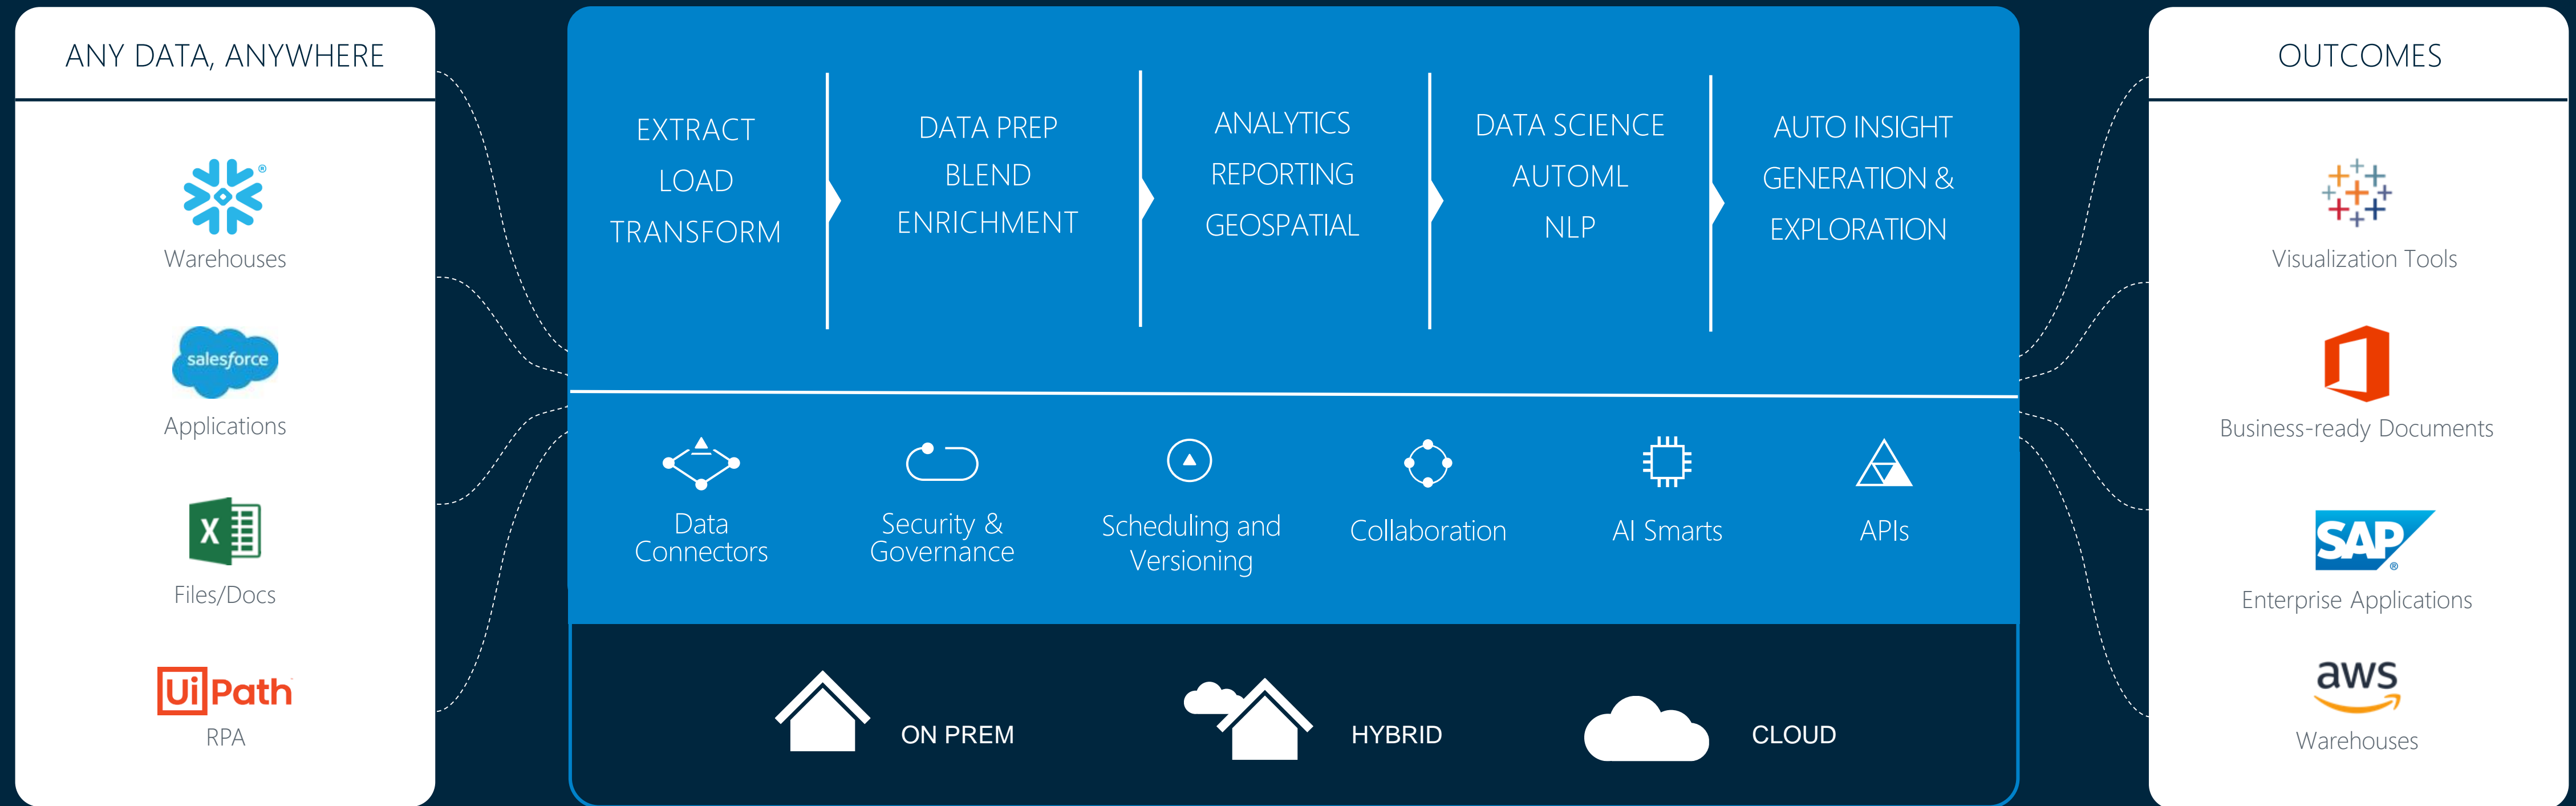 ANY DATA, ANYWHERE
®
Warehouses
salesforce
Applications
X
Files/Docs
UiPath
RPA
EXTRACT
LOAD
TRANSFORM
DATA PREP
BLEND
ENRICHMENT
ANALYTICS
REPORTING
GEOSPATIAL
DATA SCIENCE
AUTOML
NLP
AUTO INSIGHT
GENERATION &
EXPLORATION
Data
Connectors
Security &
Governance
Scheduling and
Versioning
Collaboration
AI Smarts
APIs
ON PREM
HYBRID
CLOUD
OUTCOMES
Visualization Tools
Business-ready Documents
SAP
®
Enterprise Applications
aws
Warehouses